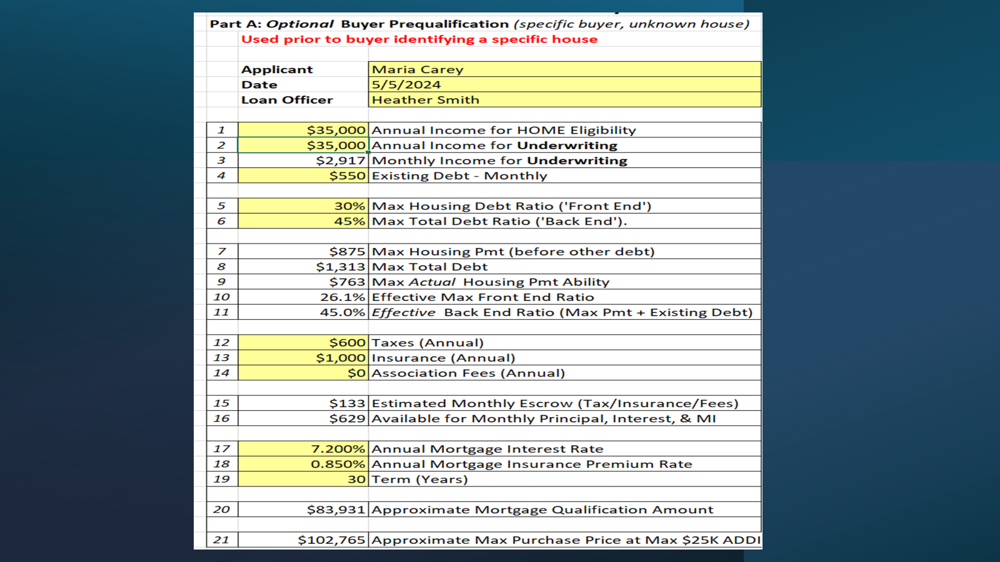 Part A: Optional Buyer Prequalification (specific buyer, unknown house)
Used prior to buyer identifying a specific house
Applicant Maria Carey
Date 5/5/2024
Loan Officer Heather Smith
1 $35,000 Annual Income for HOME Eligibility
2 $35,000 Annual Income for Underwriting
3 $2,917 Monthly Income for Underwriting
4 $550 Existing Debt - Monthly
5 30% Max Housing Debt Ratio ('Front End')
6 45% Max Total Debt Ratio ('Back End').
7 $875 Max Housing Pmt (before other debt)
8 $1,313 Max Total Debt
9 $763 Max Actual Housing Pmt Ability
10 26.1% Effective Max Front End Ratio
11 45.0% Effective Back End Ratio (Max Pmt + Existing Debt)
12 $600 Taxes (Annual)
13 $1,000 Insurance (Annual)
14 $0 Association Fees (Annual)
15 $133 Estimated Monthly Escrow (Tax/Insurance/Fees)
16 $629 Available for Monthly Principal, Interest, & MI
17 7.200% Annual Mortgage Interest Rate
18 0.850% Annual Mortgage Insurance Premium Rate
19 30 Term (Years)
20 $83,931 Approximate Mortgage Qualification Amount
21 $102,765 Approximate Max Purchase Price at Max $25K ADDI